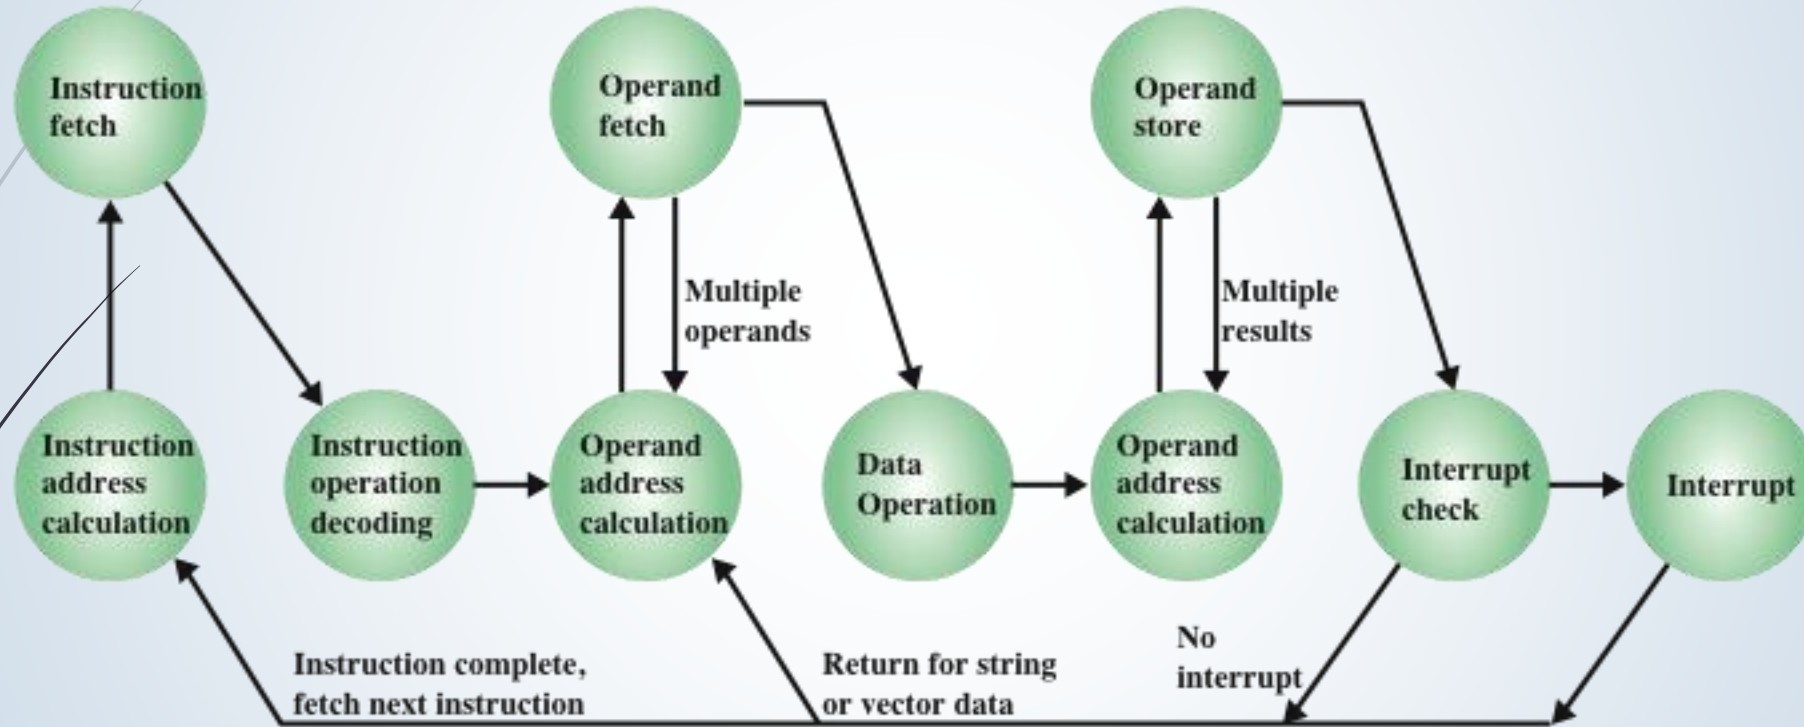 Instruction
fetch
Operand
fetch
Operand
store
Multiple
operands
Multiple
results
Instruction
address
calculation
Instruction
operation
decoding
Operand
address
calculation
Data
Operation
Operand
address
calculation
Interrupt
check
Interrupt
Instruction complete,
fetch next instruction
Return for string
or vector data
No
interrupt